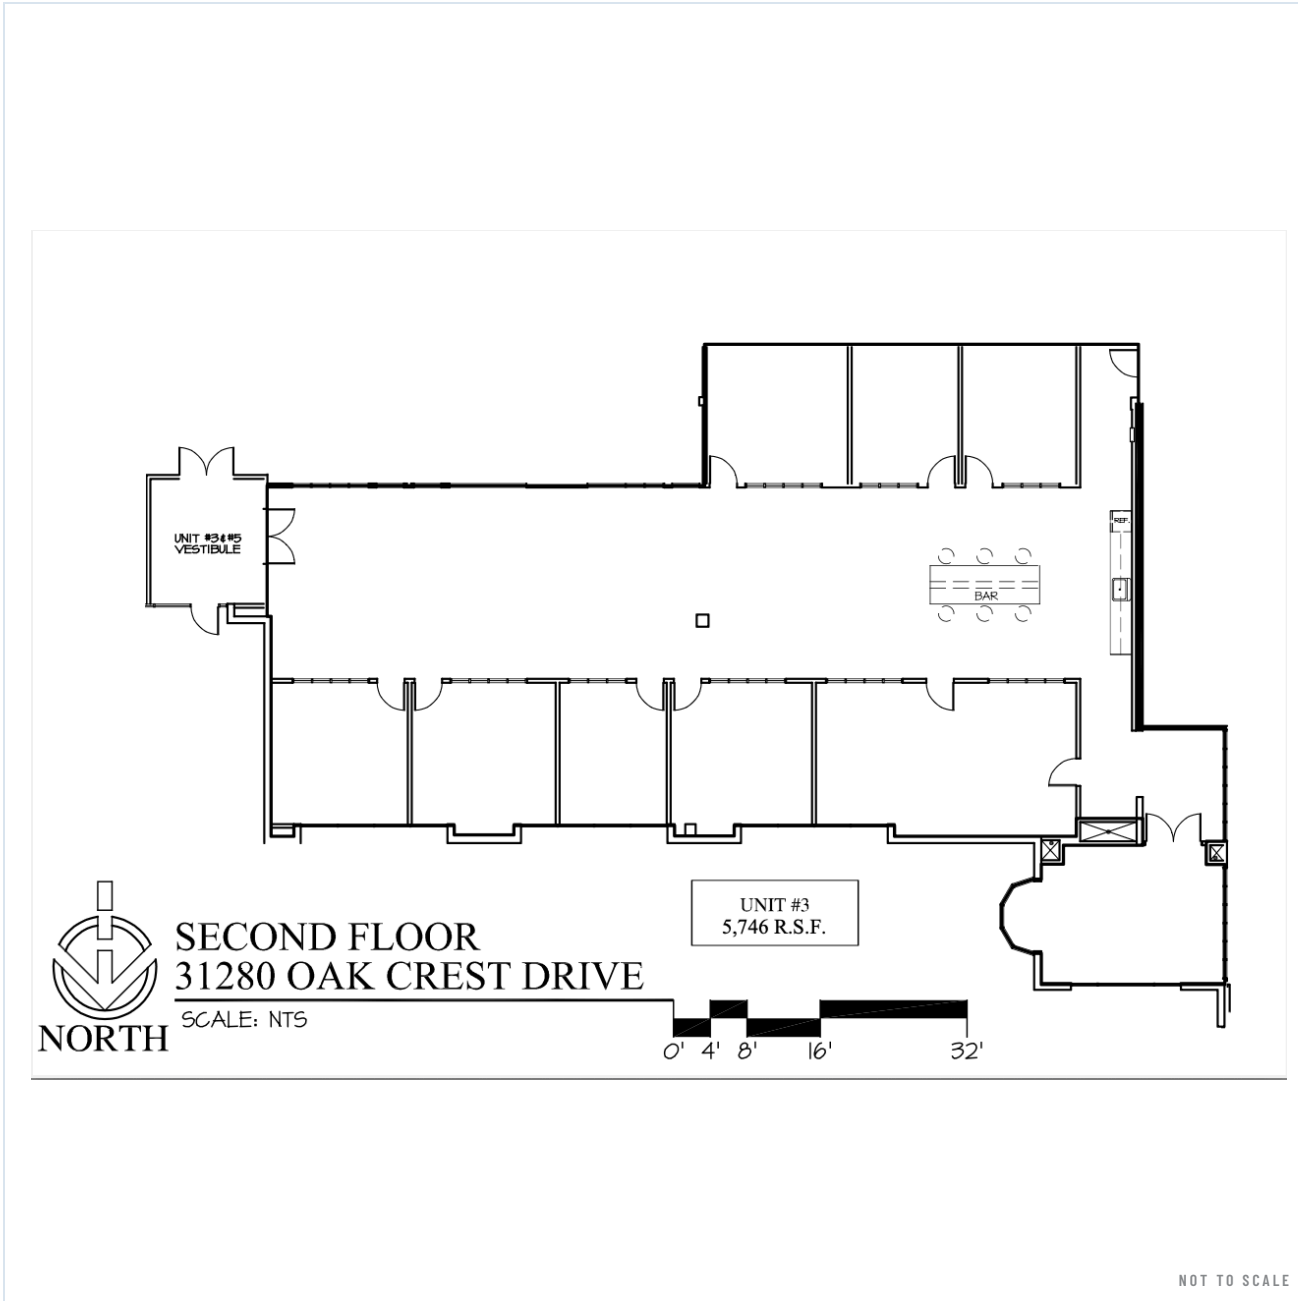 UNIT #3&#5
VESTIBULE
REF.
BAR
UNIT #3
5,746 R.S.F.
SECOND FLOOR
31280 OAK CREST DRIVE
SCALE: NTS
NORTH
0' 4' 8' 16' 32'
NOT TO SCALE